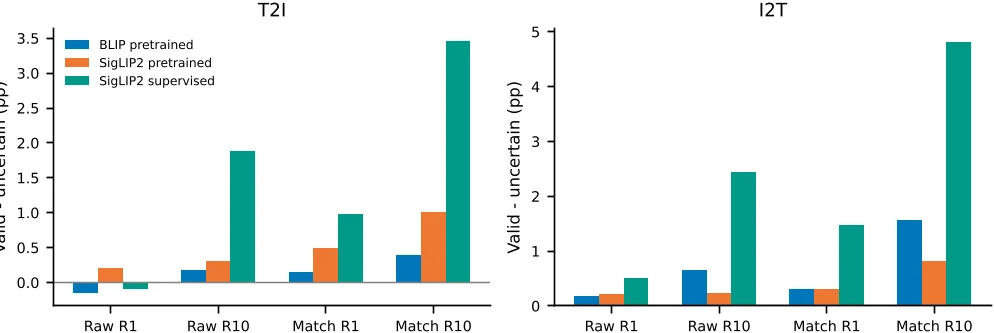 T2I
3.5
3.0
2.5
2.0
1.5
1.0
0.5
0.0
Valid - uncertain (pp)
BLIP pretrained
SigLIP2 pretrained
SigLIP2 supervised
Raw R1 Raw R10 Match R1 Match R10
I2T
5
4
3
2
1
0
Valid - uncertain (pp)
Raw R1 Raw R10 Match R1 Match R10